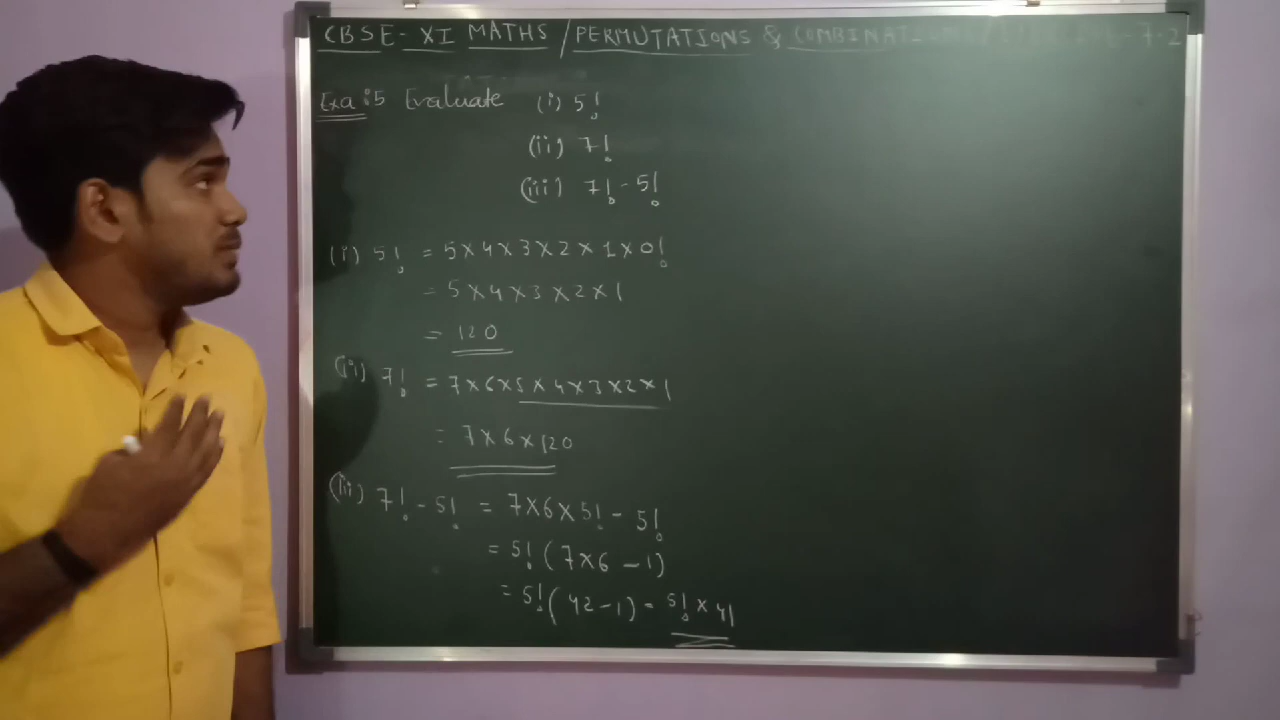 CBSE-XI MATHS / PERMUTATIONS & COMBINAT 7.2
Exa:5 Evaluate (i) 5!
(ii) 7!
(iii) 7! - 5!
(i) 5! = 5×4×3×2×1×0!
= 5×4×3×2×1
= 120
(ii) 7! = 7×6×5×4×3×2×1
= 7×6×120
(iii) 7! - 5! = 7×6×5! - 5!
= 5! (7×6 - 1)
= 5! (42-1) = 5! × 41